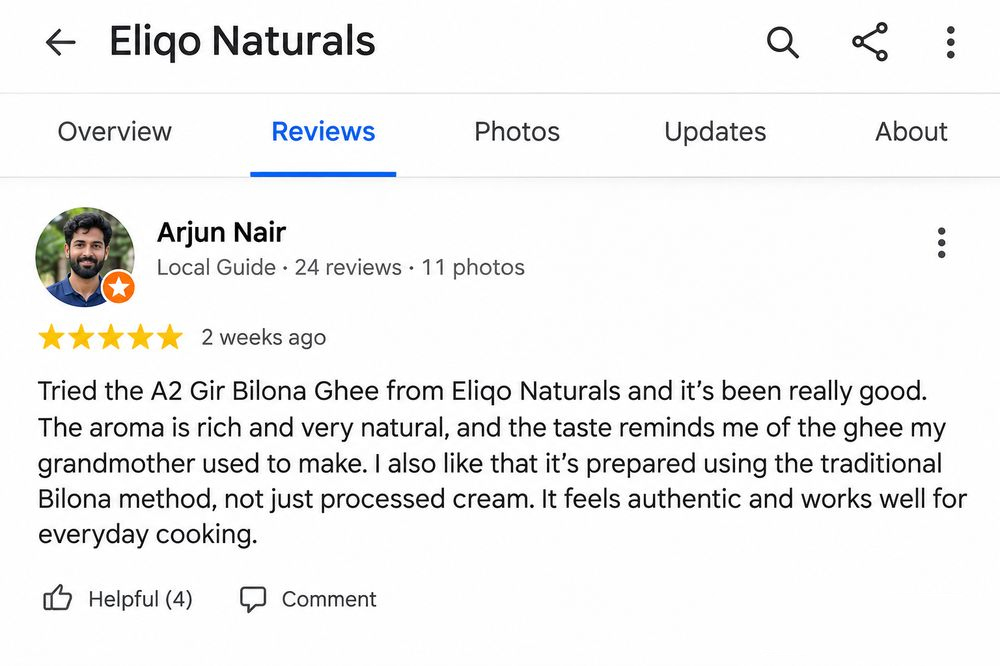 Eliqo Naturals
Overview Reviews Photos Updates About
Arjun Nair
Local Guide · 24 reviews · 11 photos
2 weeks ago
Tried the A2 Gir Bilona Ghee from Eliqo Naturals and it’s been really good.
The aroma is rich and very natural, and the taste reminds me of the ghee my
grandmother used to make. I also like that it’s prepared using the traditional
Bilona method, not just processed cream. It feels authentic and works well for
everyday cooking.
Helpful (4) Comment